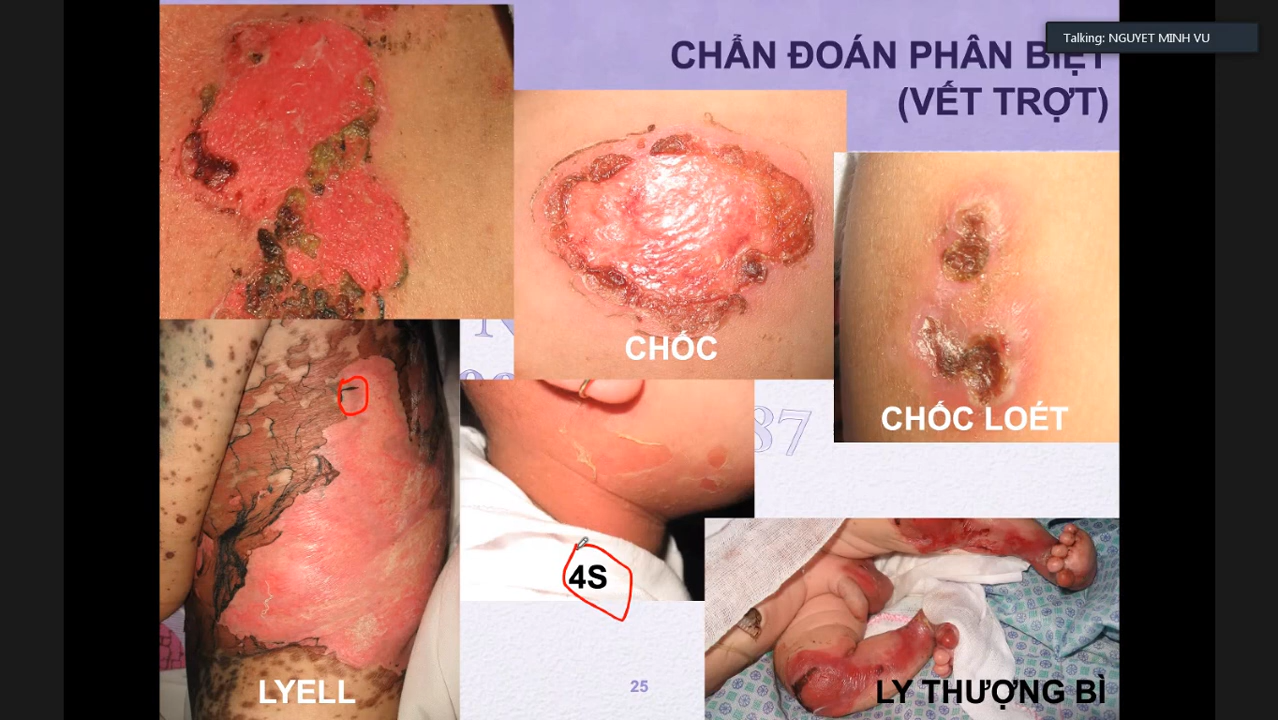 Talking: NGUYET MINH VU
CHẨN ĐOÁN PHÂN BIỆT
(VẾT TRỢT)
CHỐC
CHỐC LOÉT
87
4S
LYELL
25
LY THƯỢNG BÌ